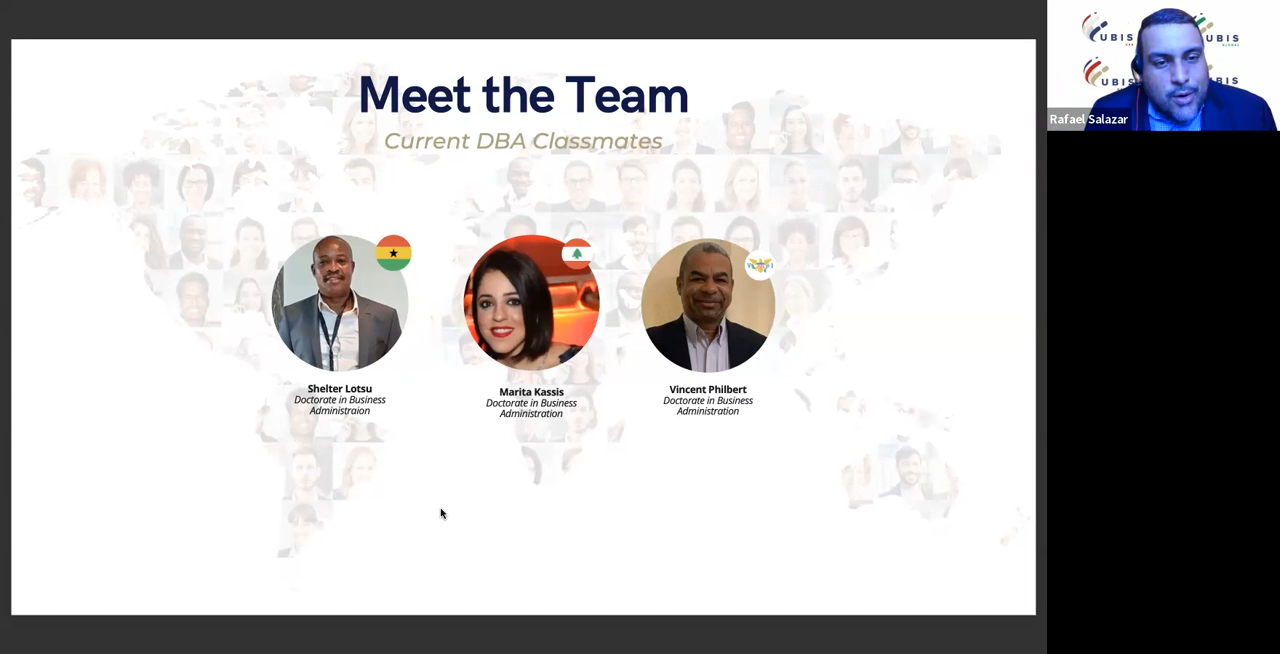 Meet the Team
Current DBA Classmates
Shelter Lotsu
Doctorate in Business
Administraion
Marita Kassis
Doctorate in Business
Administration
Vincent Philbert
Doctorate in Business
Administration
UBIS
UBIS
GLOBAL
UBIS
UBIS
Rafael Salazar